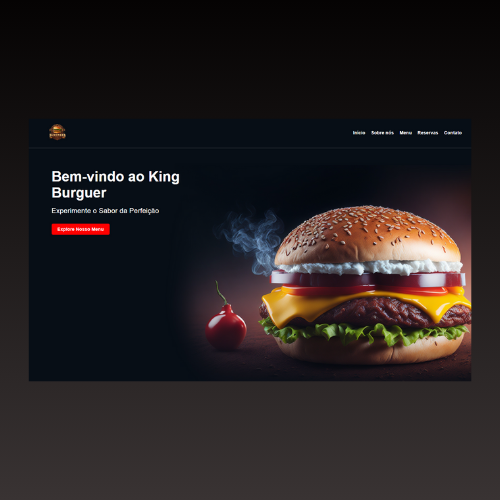 Início Sobre nós Menu Reservas Contato
Bem-vindo ao King
Burguer
Experimente o Sabor da Perfeição
Explore Nosso Menu